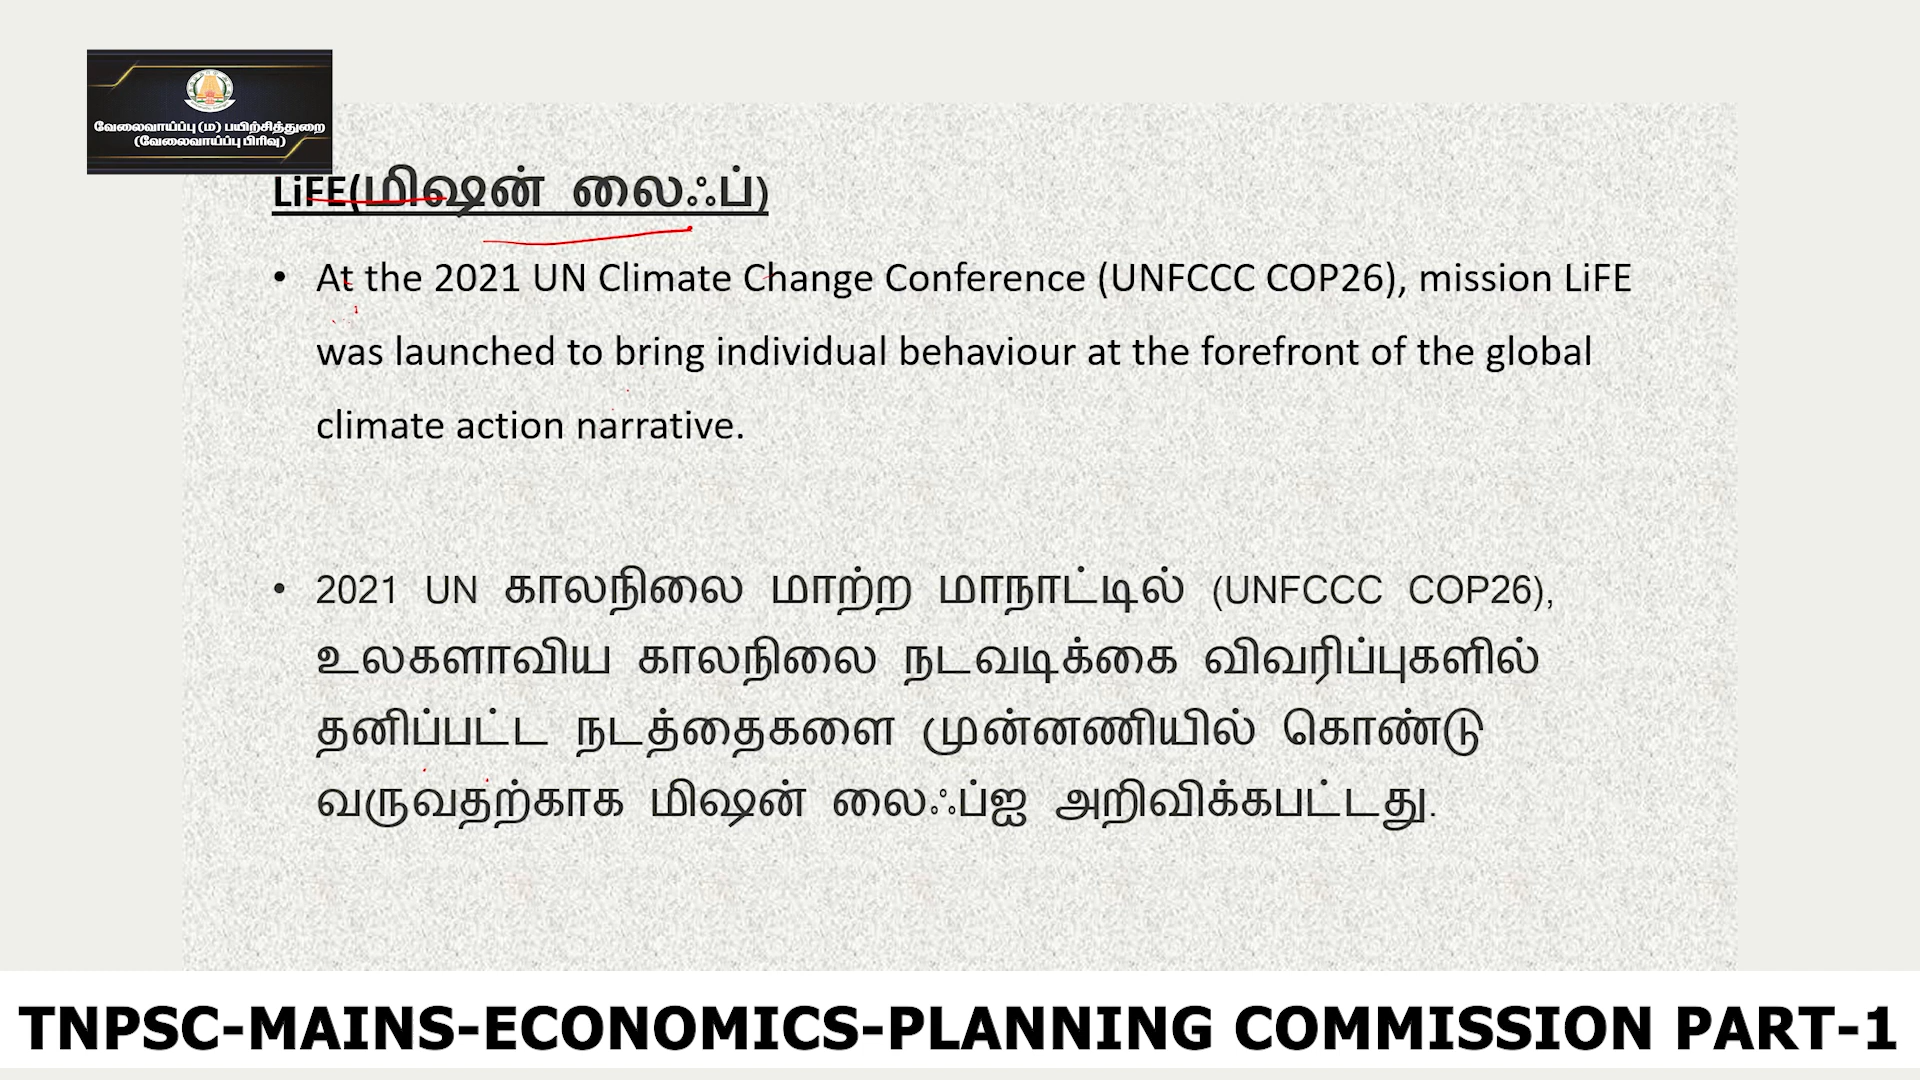 வேலைவாய்ப்பு (ம) பயிற்சித்துறை
(வேலைவாய்ப்பு பிரிவு)
LiFE(மிஷன் லைஃப்)
• At the 2021 UN Climate Change Conference (UNFCCC COP26), mission LiFE
was launched to bring individual behaviour at the forefront of the global
climate action narrative.
• 2021 UN காலநிலை மாற்ற மாநாட்டில் (UNFCCC COP26),
உலகளாவிய காலநிலை நடவடிக்கை விவரிப்புகளில்
தனிப்பட்ட நடத்தைகளை முன்னணியில் கொண்டு
வருவதற்காக மிஷன் லைஃப்ஐ அறிவிக்கபட்டது.
TNPSC-MAINS-ECONOMICS-PLANNING COMMISSION PART-1